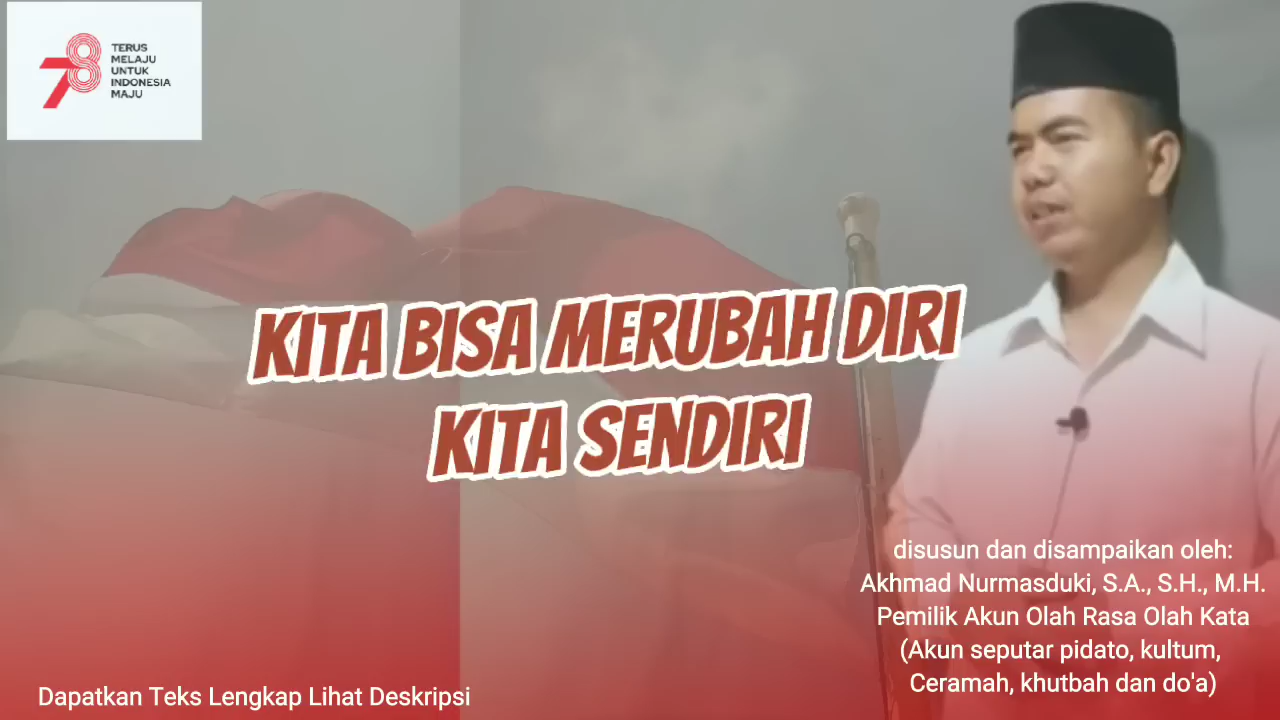 78
TERUS
MELAJU
UNTUK
INDONESIA
MAJU
KITA BISA MERUBAH DIRI
KITA SENDIRI
disusun dan disampaikan oleh:
Akhmad Nurmasduki, S.A., S.H., M.H.
Pemilik Akun Olah Rasa Olah Kata
(Akun seputar pidato, kultum,
Ceramah, khutbah dan do'a)
Dapatkan Teks Lengkap Lihat Deskripsi